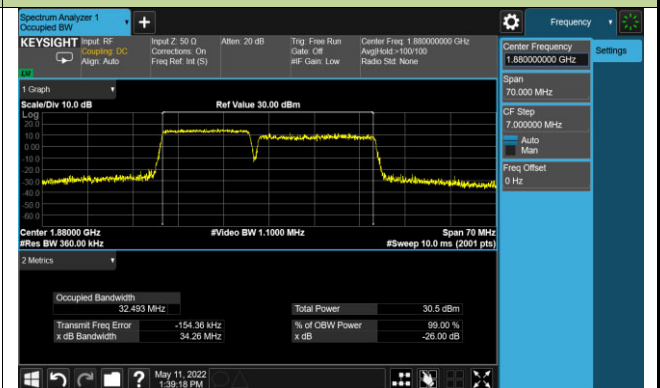 Spectrum Analyzer 1
Occupied BW
Frequency
KEYSIGHT
Input: RF
Coupling: DC
Align: Auto
Input Z: 50 Ω
Corrections: On
Freq Ref: Int (S)
Atten: 20 dB
Trig: Free Run
Gate: Off
#IF Gain: Low
Center Freq: 1.880000000 GHz
Avg|Hold:>100/100
Radio Std: None
1 Graph
Scale/Div 10.0 dB
Ref Value 30.00 dBm
Log
20.0
10.0
0.00
-10.0
-20.0
-30.0
-40.0
-50.0
-60.0
Center 1.88000 GHz
#Video BW 1.1000 MHz
Span 70 MHz
#Res BW 360.00 kHz
#Sweep 10.0 ms (2001 pts)
2 Metrics
Occupied Bandwidth
32.493 MHz
Total Power
30.5 dBm
Transmit Freq Error
-154.36 kHz
% of OBW Power
99.00 %
x dB Bandwidth
34.26 MHz
x dB
-26.00 dB
Center Frequency
1.880000000 GHz
Settings
Span
70.000 MHz
CF Step
7.000000 MHz
Auto
Man
Freq Offset
0 Hz
?
May 11, 2022
1:39:18 PM